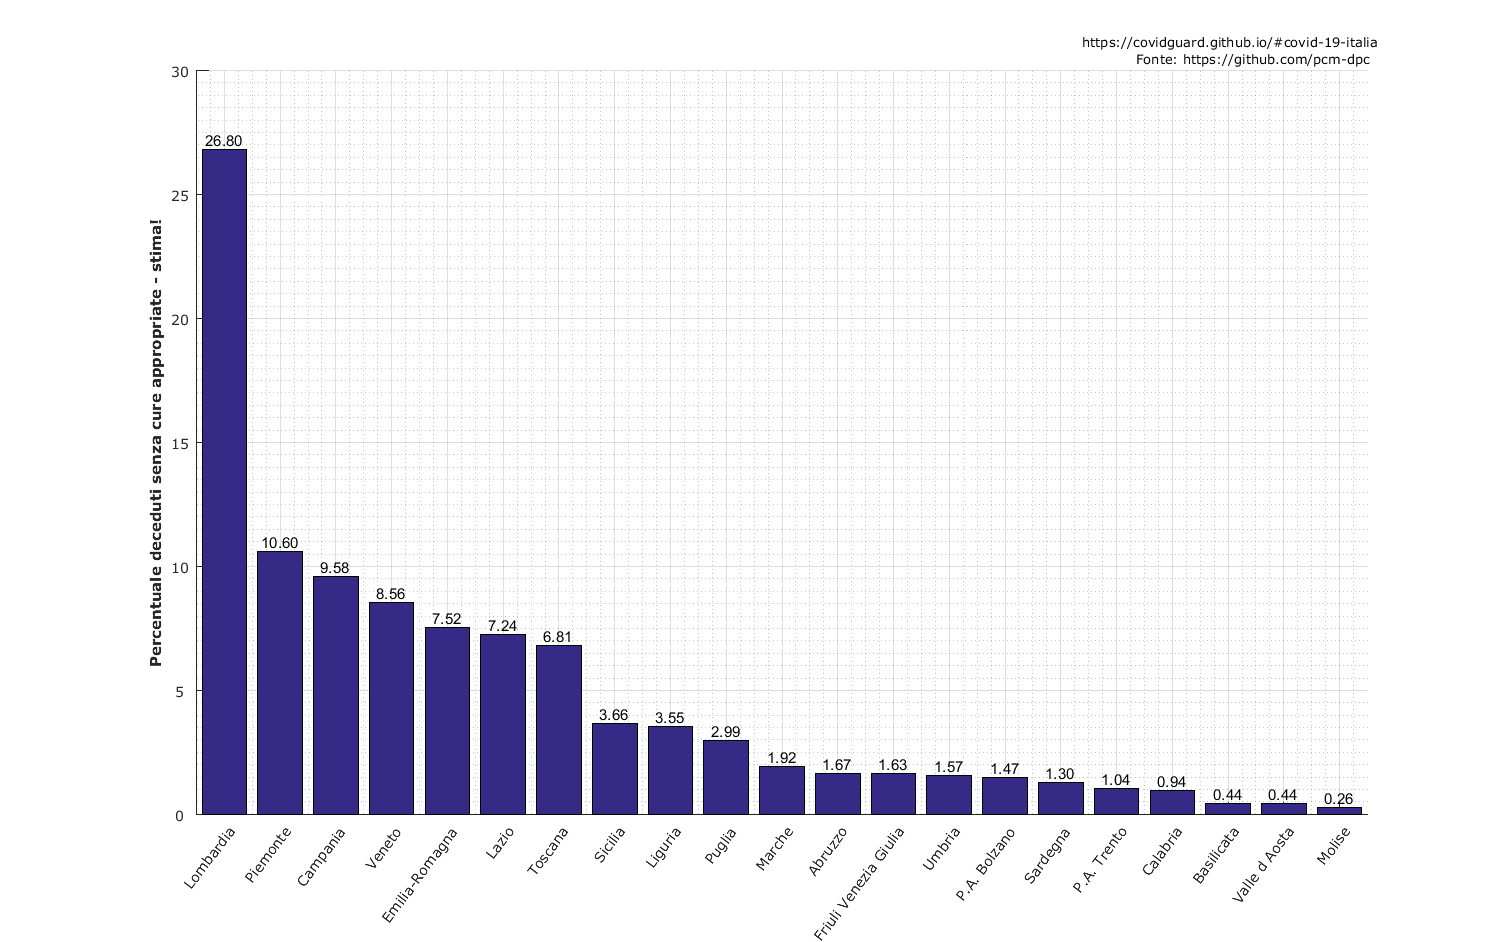 https://covidguard.github.io/#covid-19-italia
Fonte: https://github.com/pcm-dpc
Percentuale deceduti senza cure appropriate - stima!
30
25
20
15
10
5
0
26.80
10.60
9.58
8.56
7.52
7.24
6.81
3.66
3.55
2.99
1.92
1.67
1.63
1.57
1.47
1.30
1.04
0.94
0.44
0.44
0.26
Lombardia
Piemonte
Campania
Veneto
Emilia-Romagna
Lazio
Toscana
Sicilia
Liguria
Puglia
Marche
Abruzzo
Friuli Venezia Giulia
Umbria
P.A. Bolzano
Sardegna
P.A. Trento
Calabria
Basilicata
Valle d Aosta
Molise